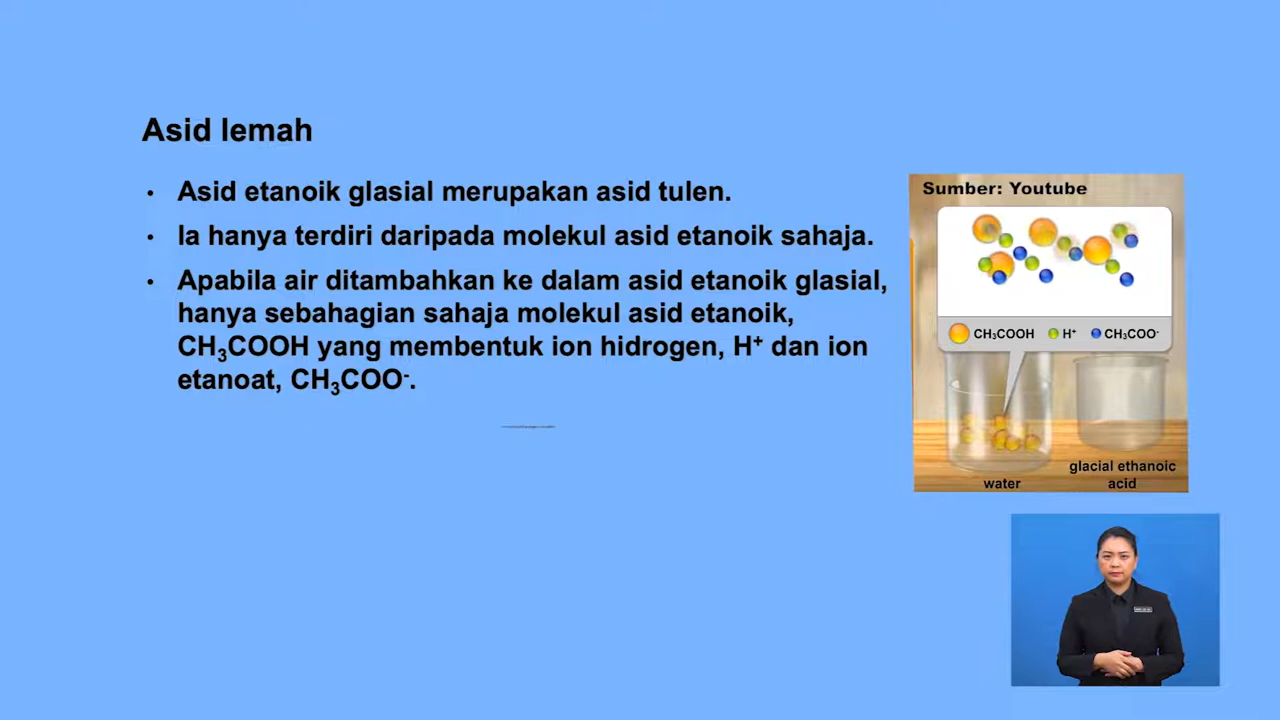 Asid lemah
• Asid etanoik glasial merupakan asid tulen.
• Ia hanya terdiri daripada molekul asid etanoik sahaja.
• Apabila air ditambahkan ke dalam asid etanoik glasial,
hanya sebahagian sahaja molekul asid etanoik,
CH₃COOH yang membentuk ion hidrogen, H⁺ dan ion
etanoat, CH₃COO⁻.
Sumber: Youtube
CH₃COOH H⁺ CH₃COO⁻
water
glacial ethanoic
acid